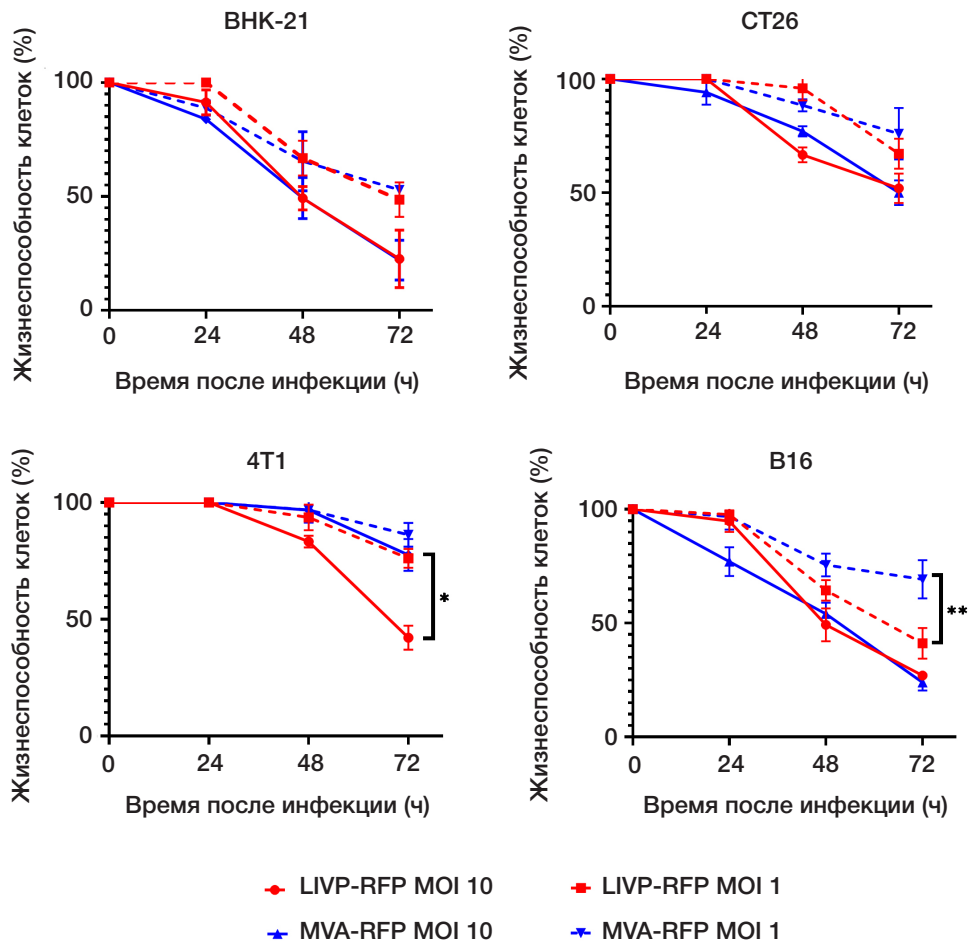 BHK-21
Жизнеспособность клеток (%)
100
50
0
0 24 48 72
Время после инфекции (ч)
CT26
Жизнеспособность клеток (%)
100
50
0
0 24 48 72
Время после инфекции (ч)
4T1
Жизнеспособность клеток (%)
100
50
0
0 24 48 72
*
Время после инфекции (ч)
B16
Жизнеспособность клеток (%)
100
50
0
0 24 48 72
**
Время после инфекции (ч)
LIVP-RFP MOI 10
LIVP-RFP MOI 1
MVA-RFP MOI 10
MVA-RFP MOI 1